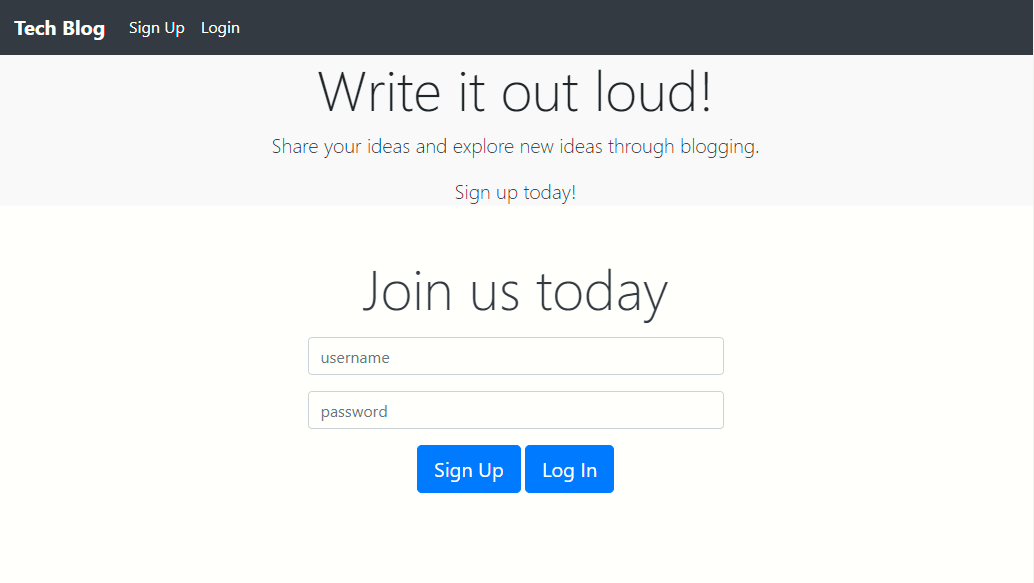 Tech Blog Sign Up Login
Write it out loud!
Share your ideas and explore new ideas through blogging.
Sign up today!
Join us today
username
password
Sign Up Log In